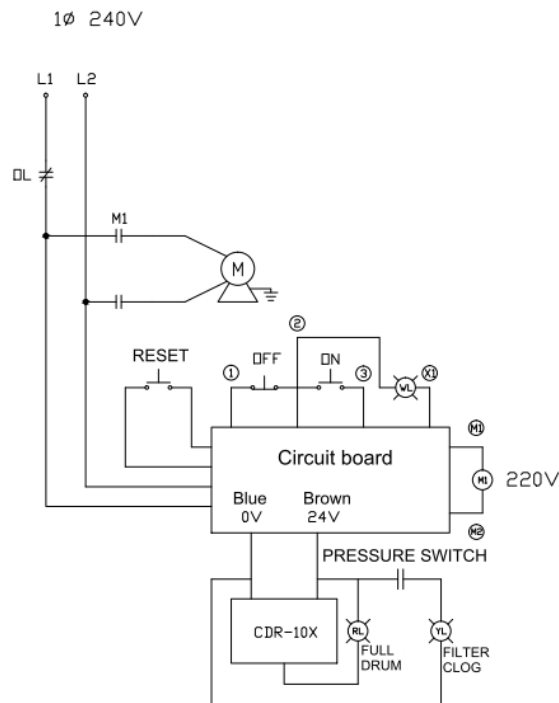 1Ø 240V
L1 L2
OL
M1
M
②
RESET
① OFF ON ③ WL X1
M1
Circuit board
M1 220V
Blue Brown
0V 24V
M2
PRESSURE SWITCH
CDR-10X
RL YL
FULL FILTER
DRUM CLOG